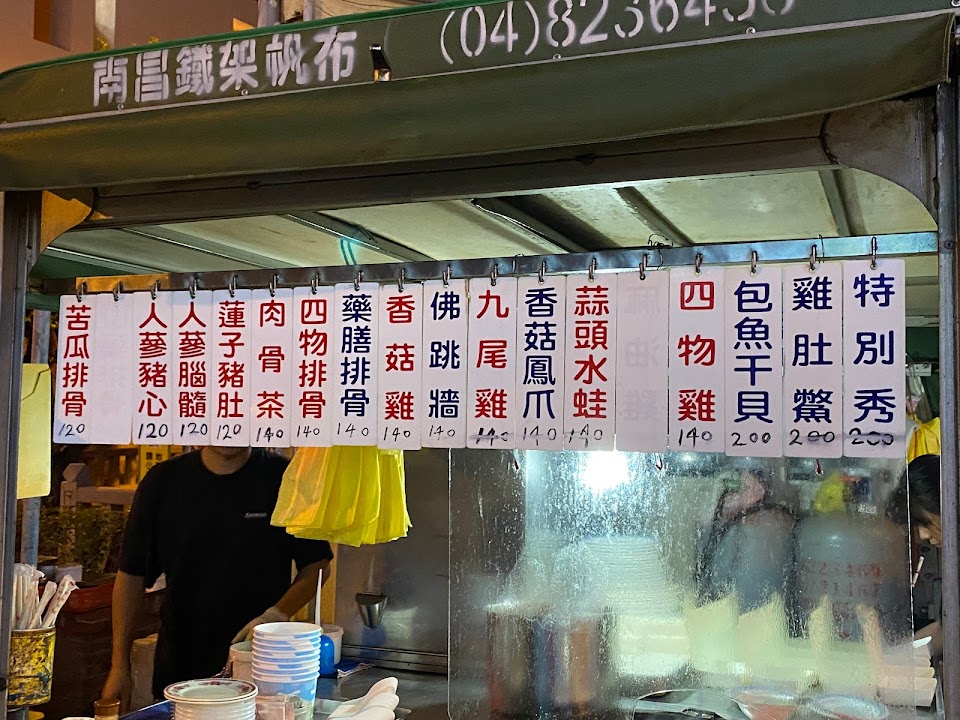 南昌鐵架帆布 (04)8236436
苦瓜排骨 120
人蔘豬心 120
人蔘腦髓 120
蓮子豬肚 120
肉骨茶 140
四物排骨 140
藥膳排骨 140
香菇雞 140
佛跳牆 140
九尾雞 140
香菇鳳爪 140
蒜頭水蛙 140
麻油雞
四物雞 140
包魚干貝 200
雞肚鱉 200
特別秀 200